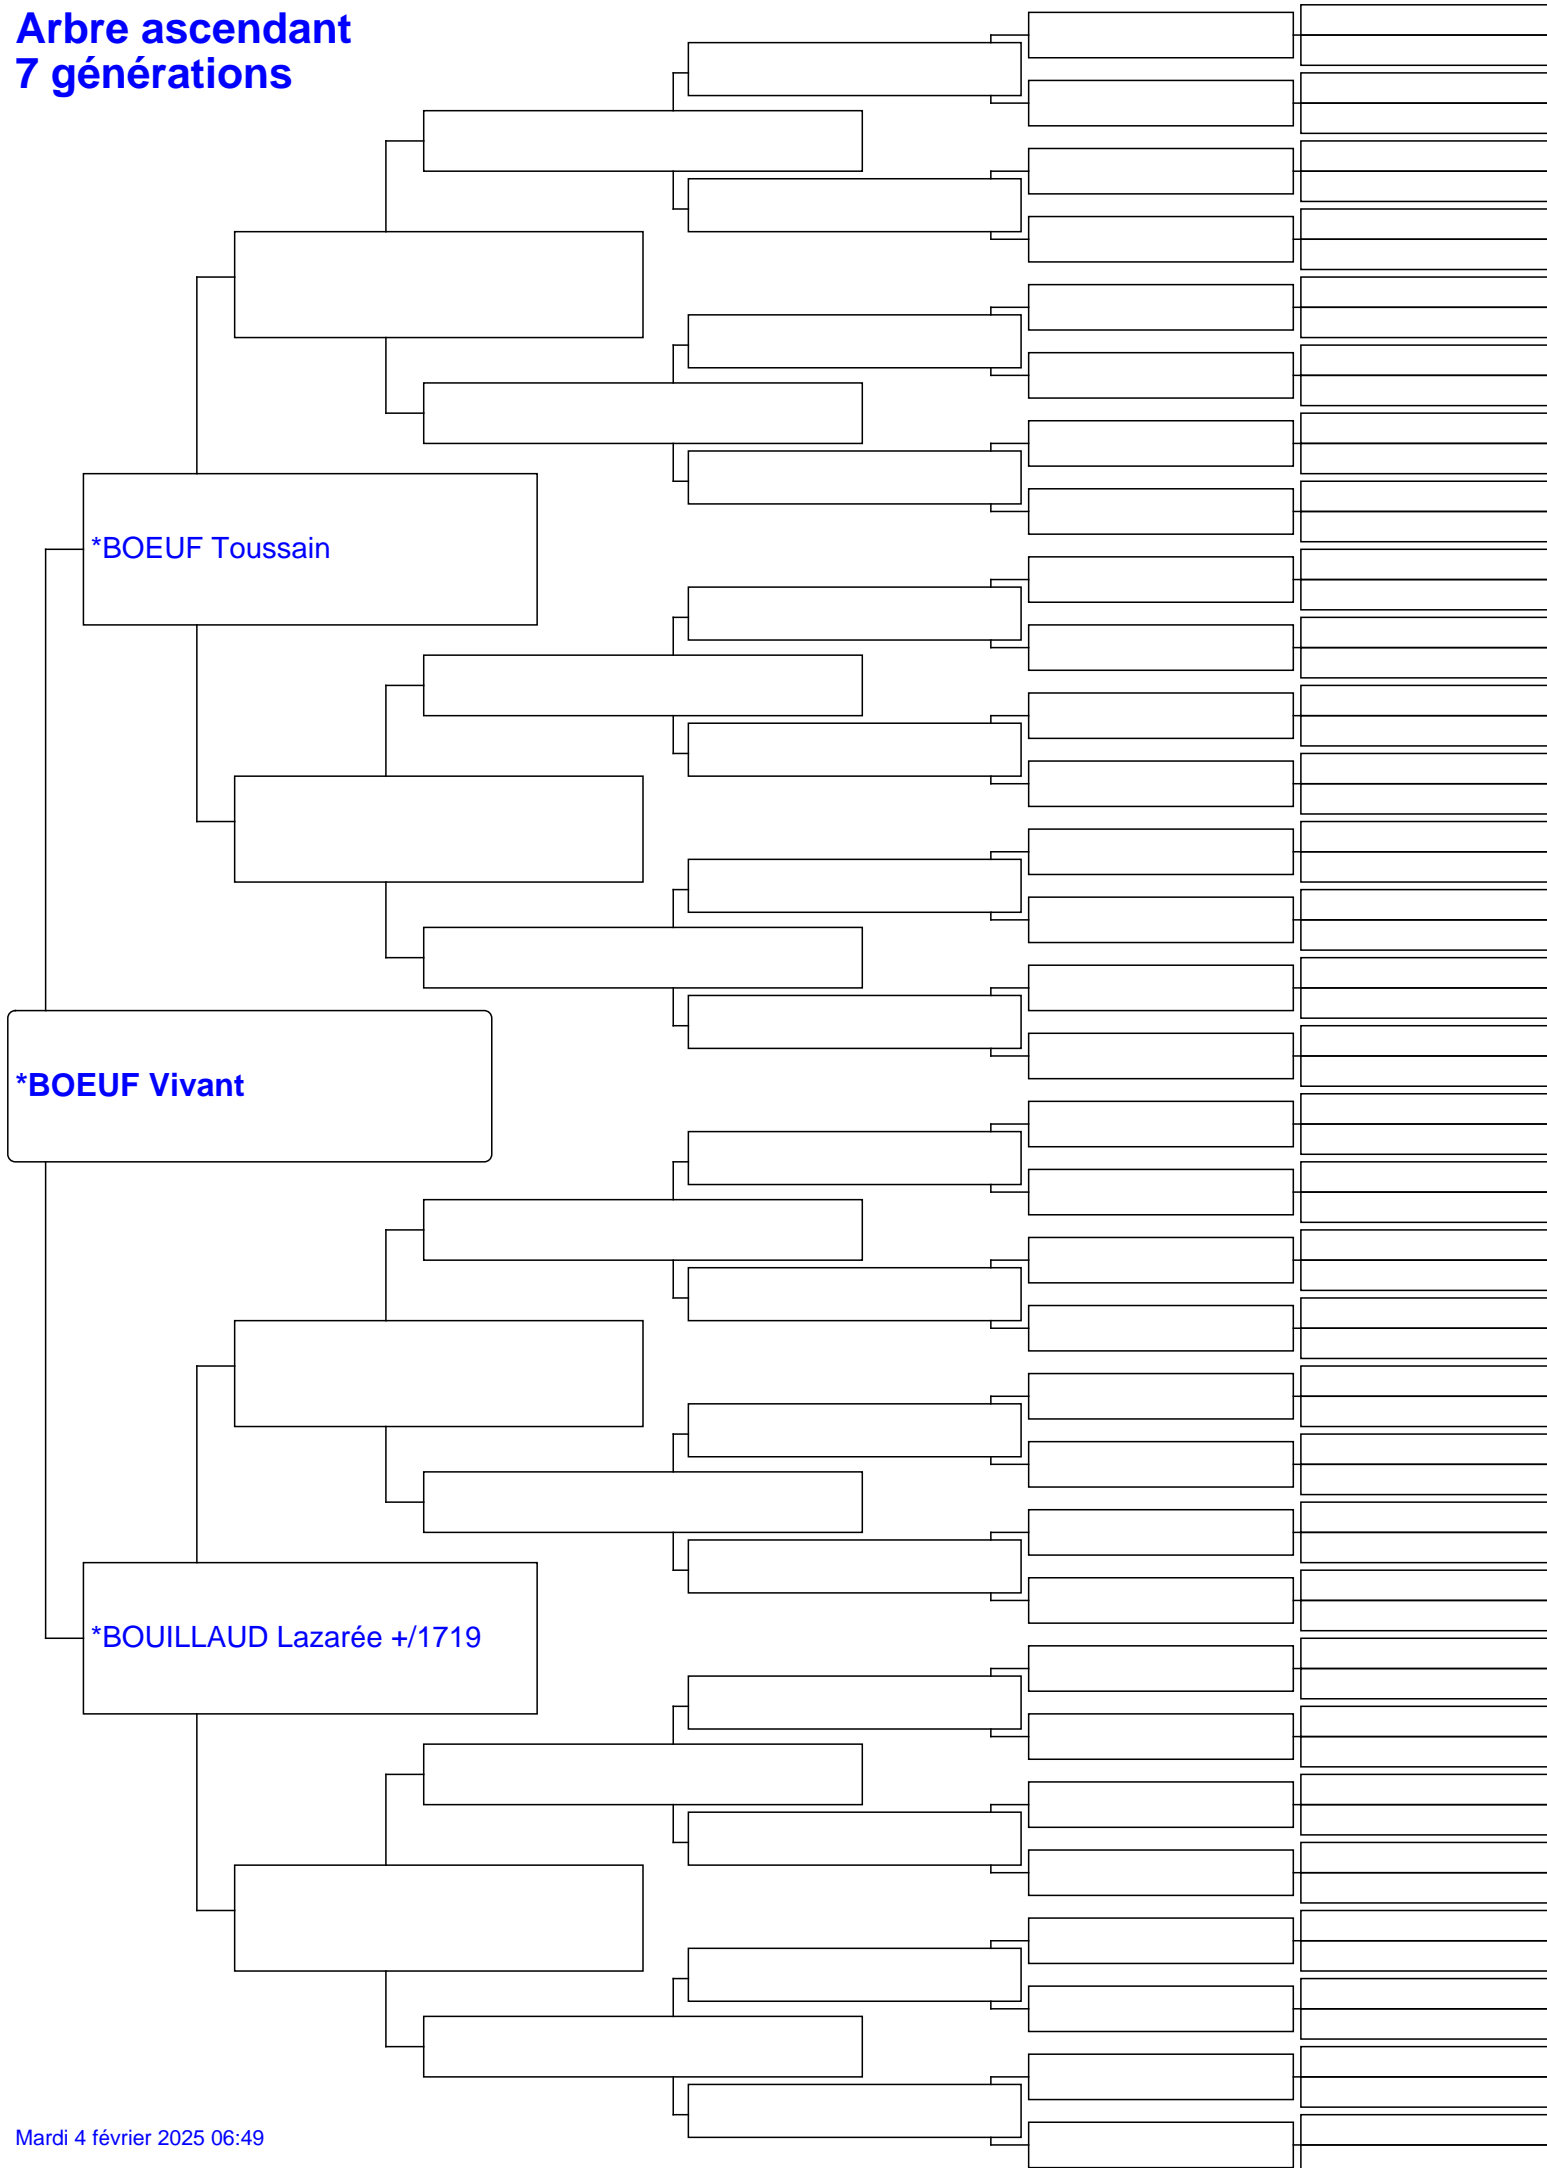 Arbre ascendant
7 générations
*BOEUF Toussain
*BOEUF Vivant
*BOUILLAUD Lazarée +/1719
Mardi 4 février 2025 06:49